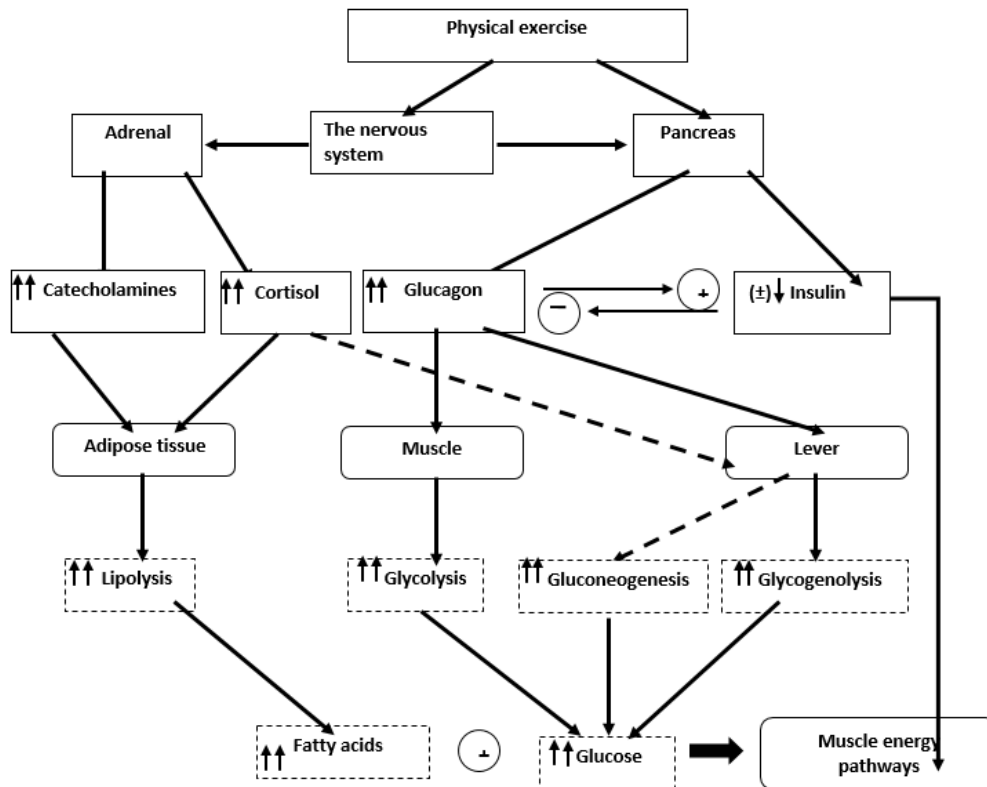 Physical exercise
Adrenal
The nervous
system
Pancreas
↑↑ Catecholamines
↑↑ Cortisol
↑↑ Glucagon
−
+
(±)↓ Insulin
Adipose tissue
Muscle
Lever
↑↑ Lipolysis
↑↑ Glycolysis
↑↑ Gluconeogenesis
↑↑ Glycogenolysis
↑↑ Fatty acids
+
↑↑ Glucose
Muscle energy
pathways